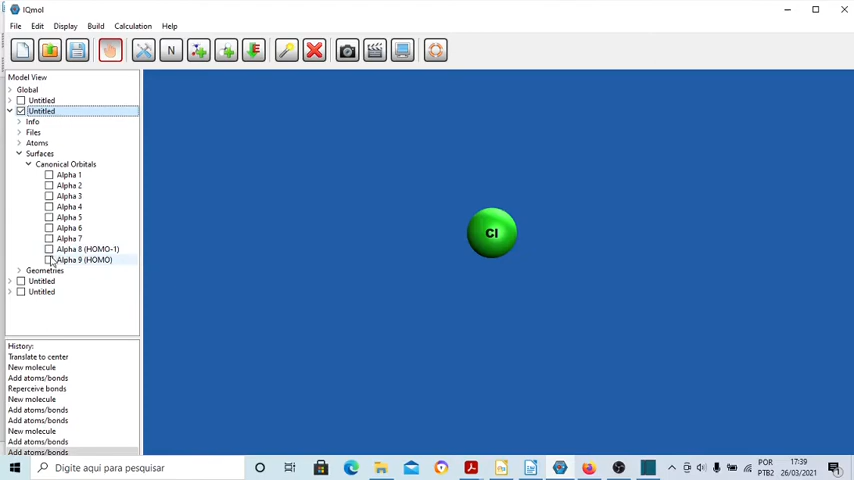 IQmol
File Edit Display Build Calculation Help
N
Model View
Global
Untitled
Untitled
Info
Files
Atoms
Surfaces
Canonical Orbitals
Alpha 1
Alpha 2
Alpha 3
Alpha 4
Alpha 5
Alpha 6
Alpha 7
Alpha 8 (HOMO-1)
Alpha 9 (HOMO)
Geometries
Untitled
Untitled
Cl
History:
Translate to center
New molecule
Add atoms/bonds
Reperceive bonds
New molecule
Add atoms/bonds
Add atoms/bonds
New molecule
Add atoms/bonds
Add atoms/bonds
Digite aqui para pesquisar
POR
PTB2
17:39
26/03/2021